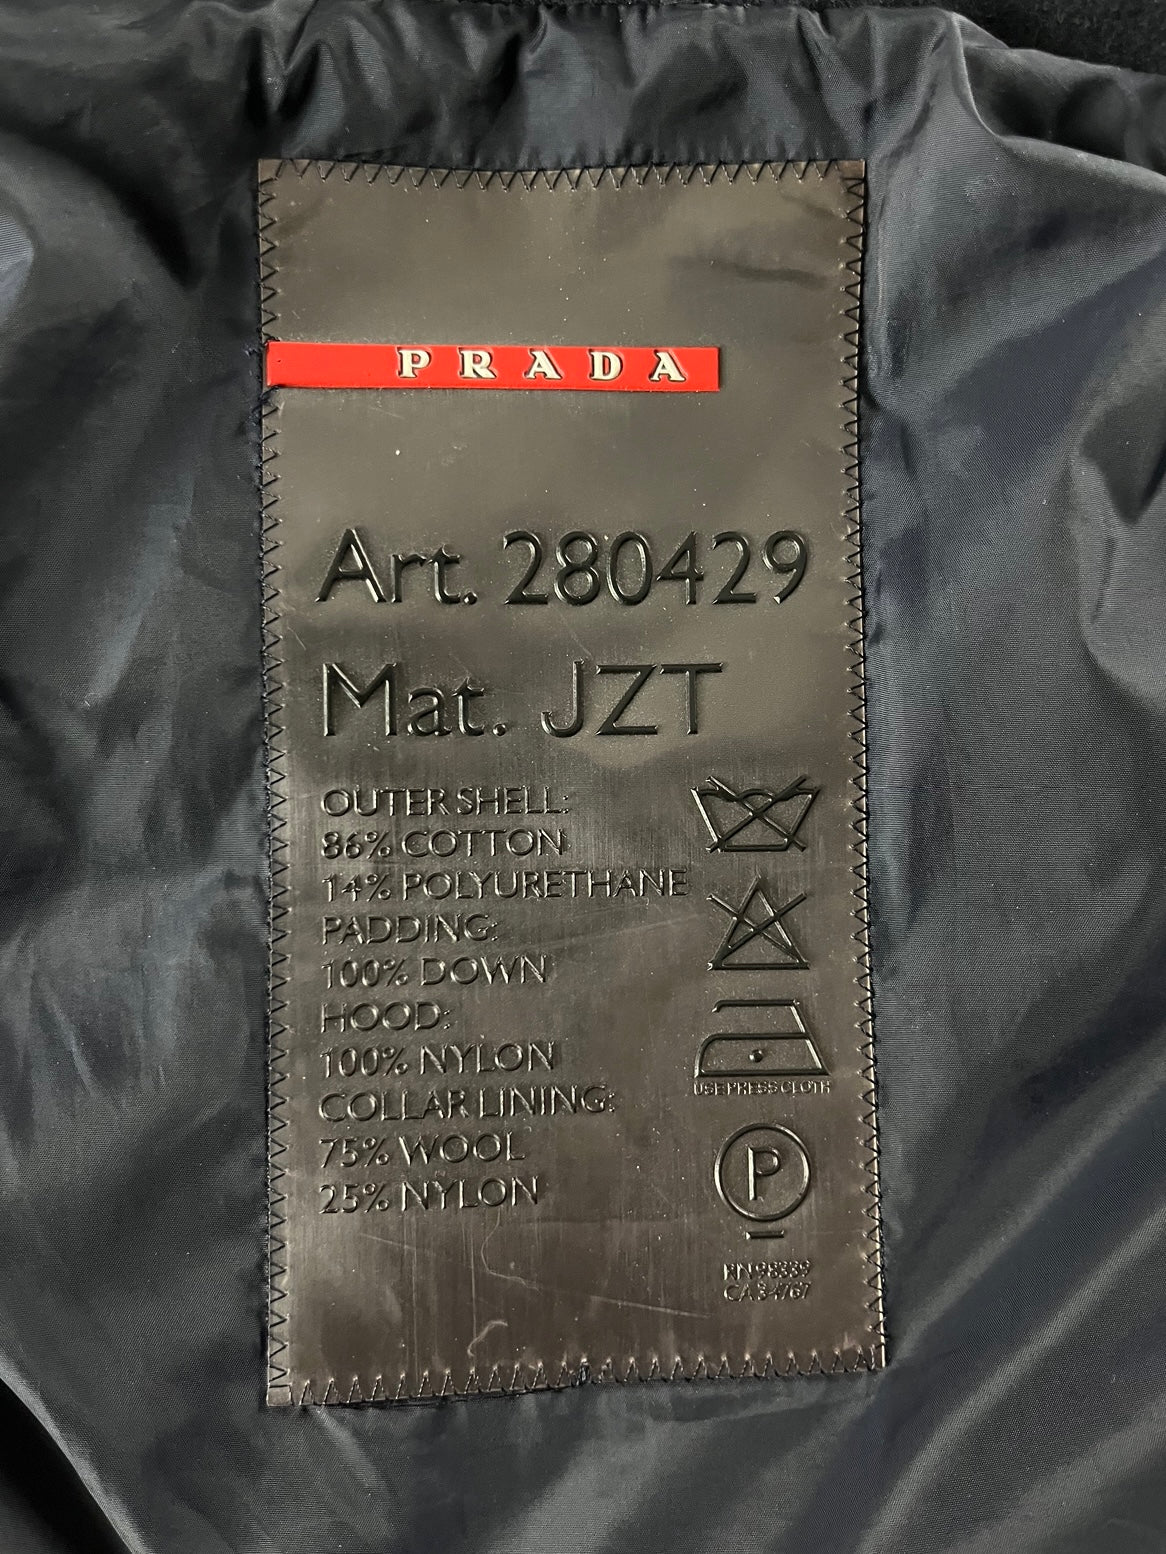 PRADA
Art. 280429
Mat. JZT
OUTER SHELL:
86% COTTON
14% POLYURETHANE
PADDING:
100% DOWN
HOOD:
100% NYLON
COLLAR LINING:
75% WOOL
25% NYLON
USE PRESS CLOTH
P
RN 98339
CA 34767